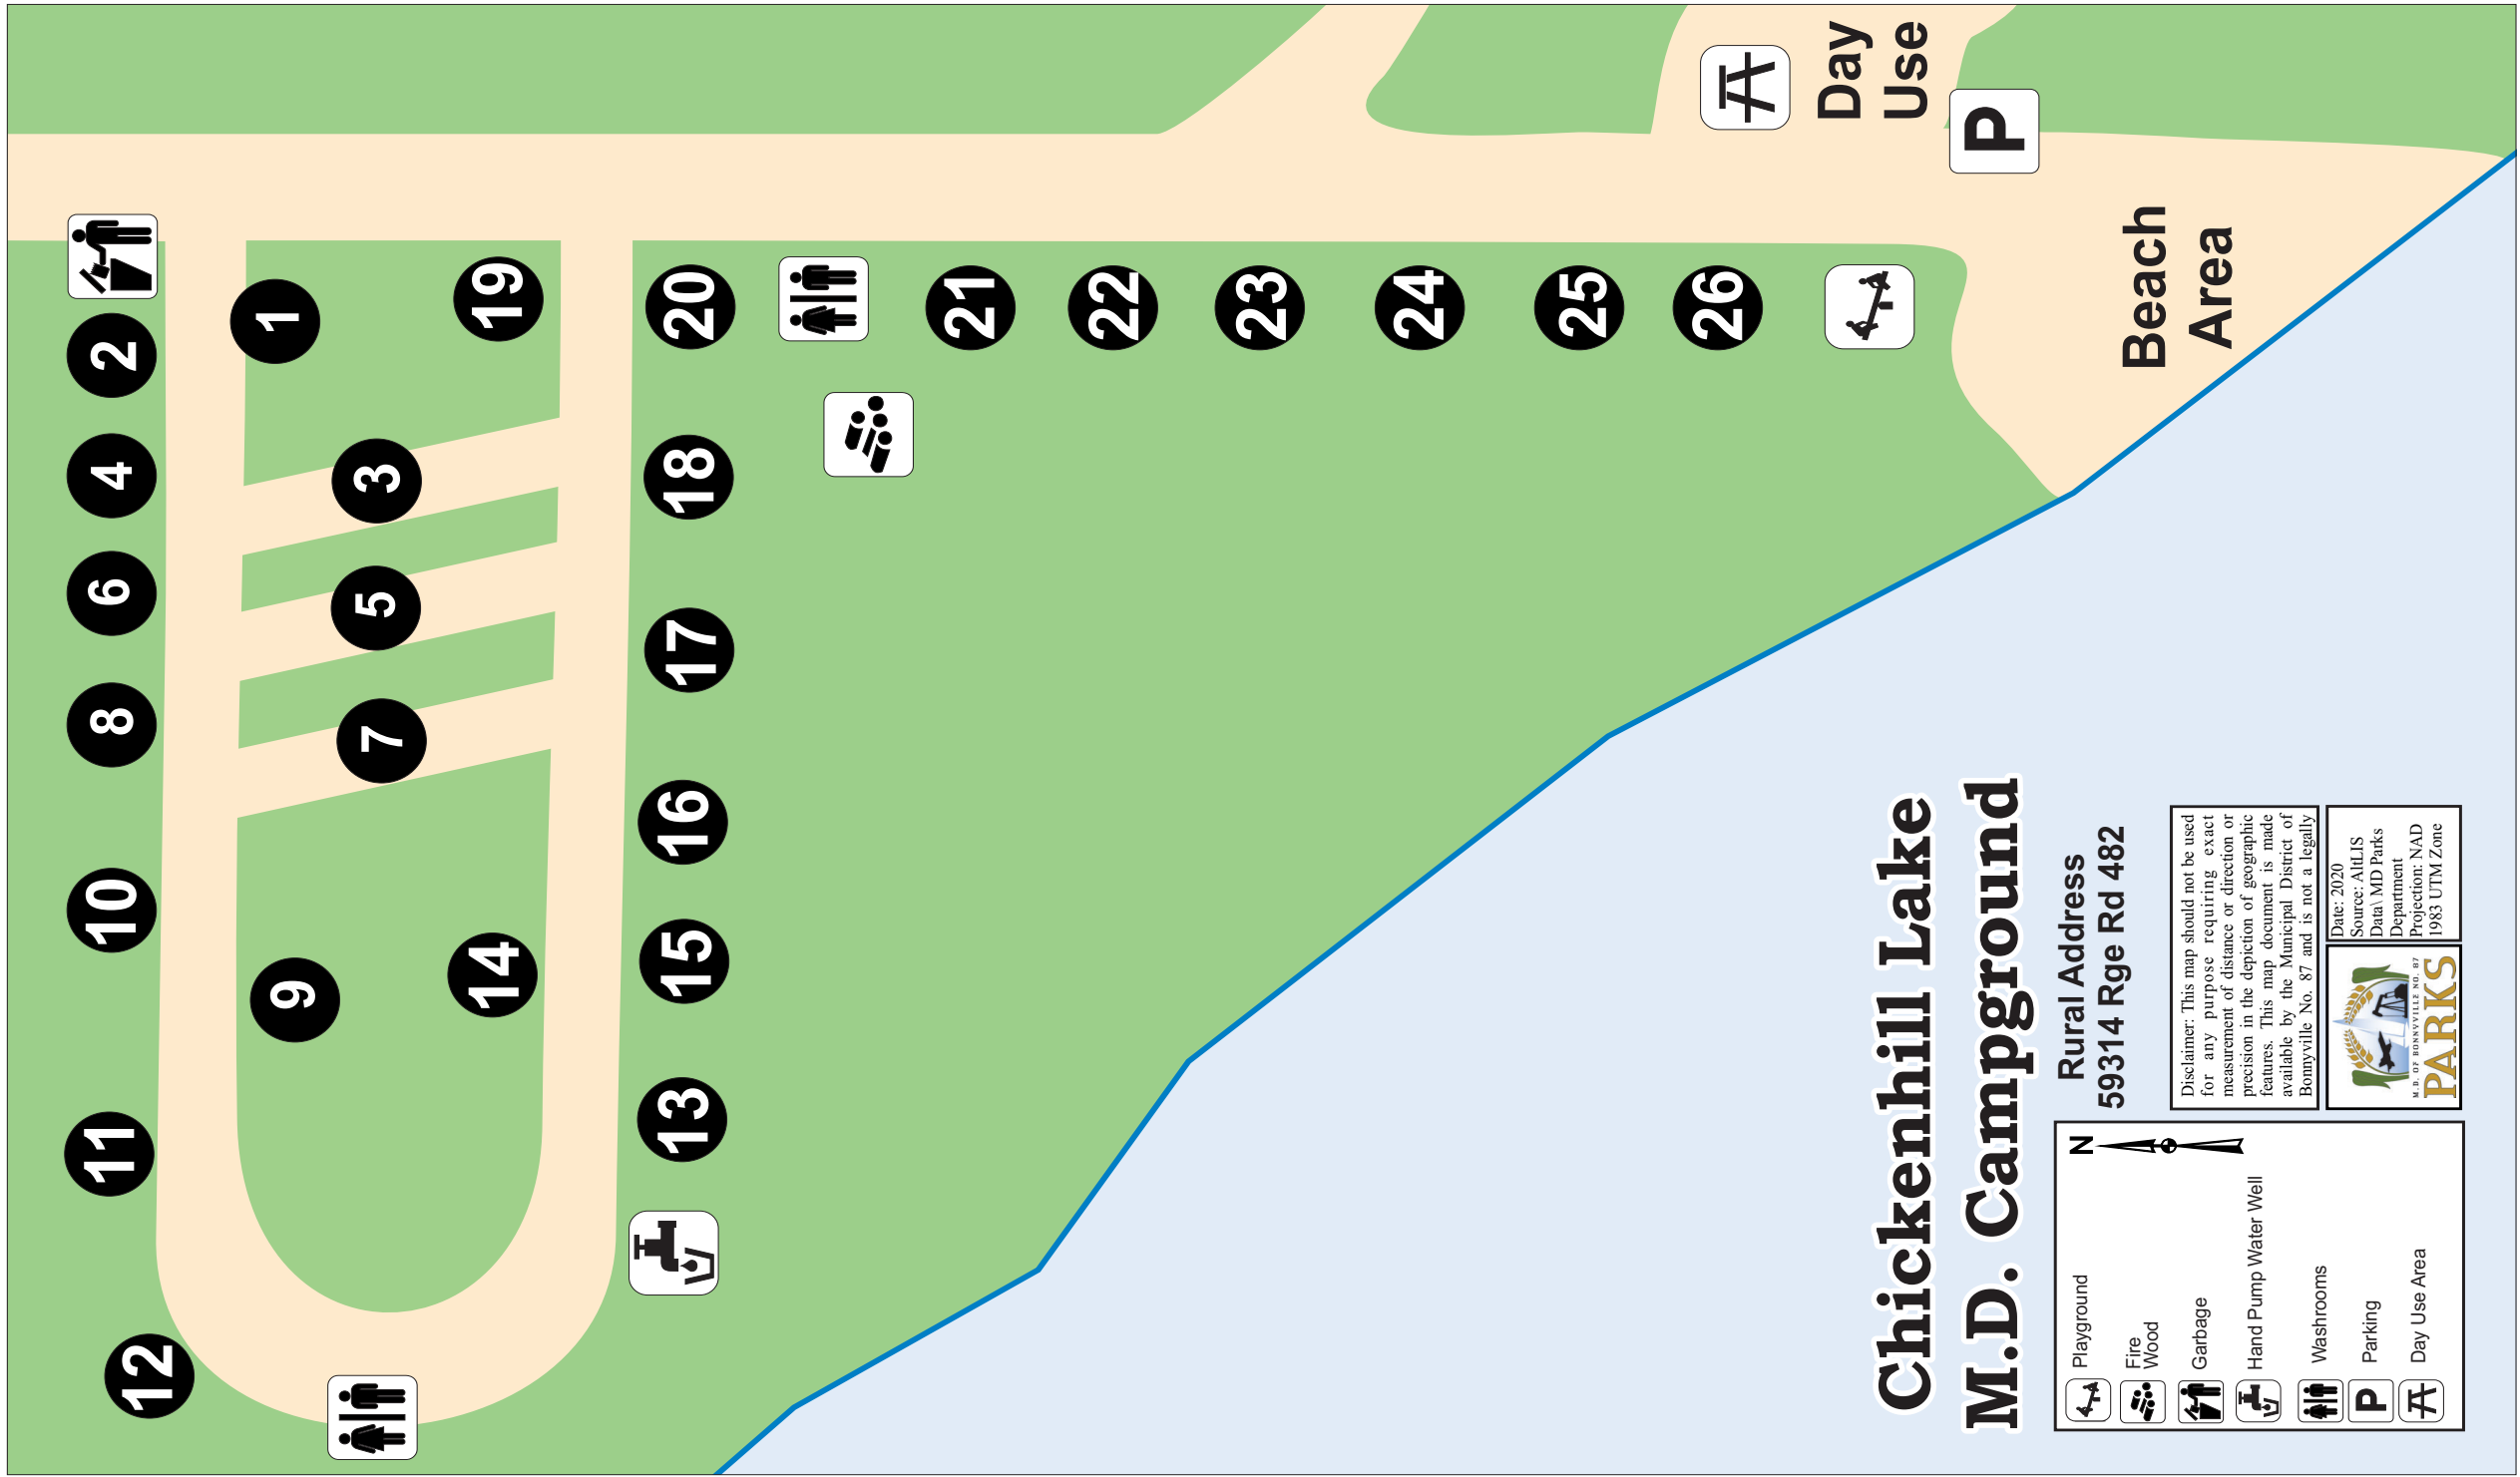 Chickenhill Lake
M.D. Campground
Rural Address
59314 Rge Rd 482
Day
Use
P
Beach
Area
1
2
3
4
5
6
7
8
9
10
11
12
13
14
15
16
17
18
19
20
21
22
23
24
25
26
N
Playground
Fire
Wood
Garbage
Hand Pump Water Well
Washrooms
P Parking
Day Use Area
Disclaimer: This map should not be used
for any purpose requiring exact
measurement of distance or direction or
precision in the depiction of geographic
features. This map document is made
available by the Municipal District of
Bonnyville No. 87 and is not a legally
M.D. OF BONNYVILLE NO. 87
PARKS
Date: 2020
Source: AltLIS
Data\ MD Parks
Department
Projection: NAD
1983 UTM Zone